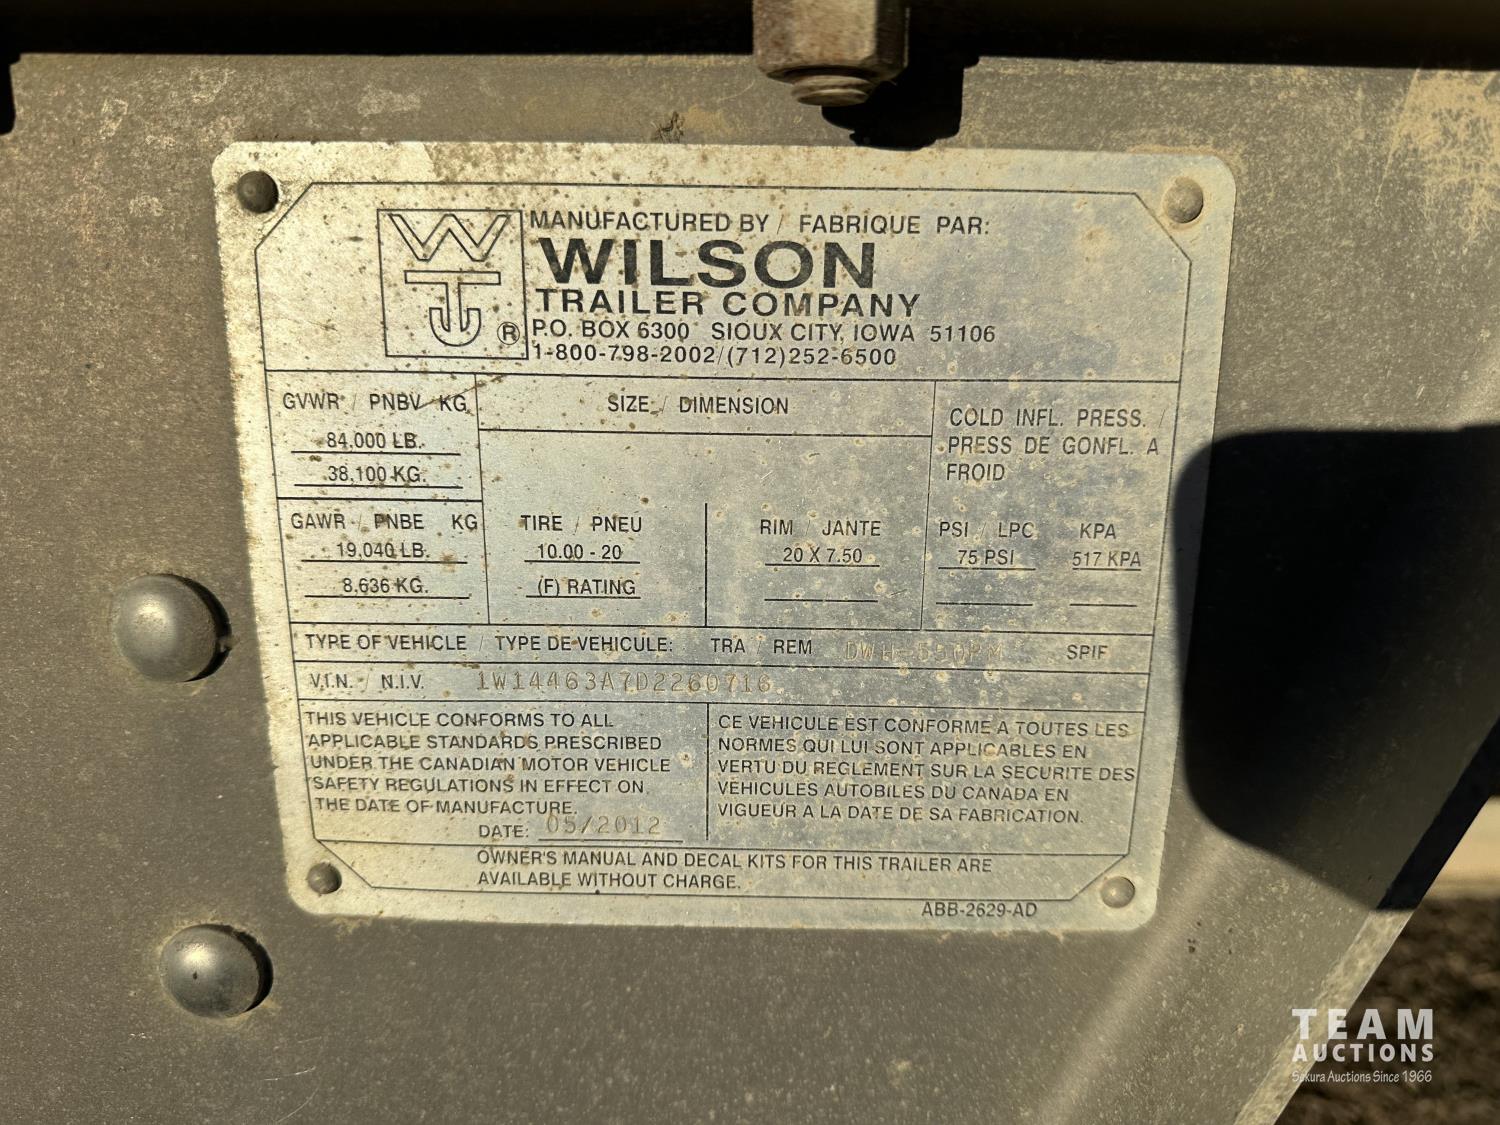 MANUFACTURED BY / FABRIQUE PAR:
WILSON
TRAILER COMPANY
®
P.O. BOX 6300 SIOUX CITY, IOWA 51106
1-800-798-2002/(712)252-6500
GVWR / PNBV KG
84,000 LB.
38,100 KG.
SIZE / DIMENSION
COLD INFL. PRESS. /
PRESS DE GONFL. A
FROID
GAWR / PNBE KG
19,040 LB.
8,636 KG.
TIRE / PNEU
10.00 - 20
(F) RATING
RIM / JANTE
20 X 7.50
PSI / LPC KPA
75 PSI 517 KPA
TYPE OF VEHICLE / TYPE DE VEHICULE: TRA / REM DWH-550PM SPIF
V.I.N. / N.I.V. 1W14463A7D2260716
THIS VEHICLE CONFORMS TO ALL
APPLICABLE STANDARDS PRESCRIBED
UNDER THE CANADIAN MOTOR VEHICLE
SAFETY REGULATIONS IN EFFECT ON
THE DATE OF MANUFACTURE.
DATE: 05/2012
CE VEHICULE EST CONFORME A TOUTES LES
NORMES QUI LUI SONT APPLICABLES EN
VERTU DU REGLEMENT SUR LA SECURITE DES
VEHICULES AUTOBILES DU CANADA EN
VIGUEUR A LA DATE DE SA FABRICATION.
OWNER'S MANUAL AND DECAL KITS FOR THIS TRAILER ARE
AVAILABLE WITHOUT CHARGE.
ABB-2629-AD
TEAM
AUCTIONS
Sekura Auctions Since 1966